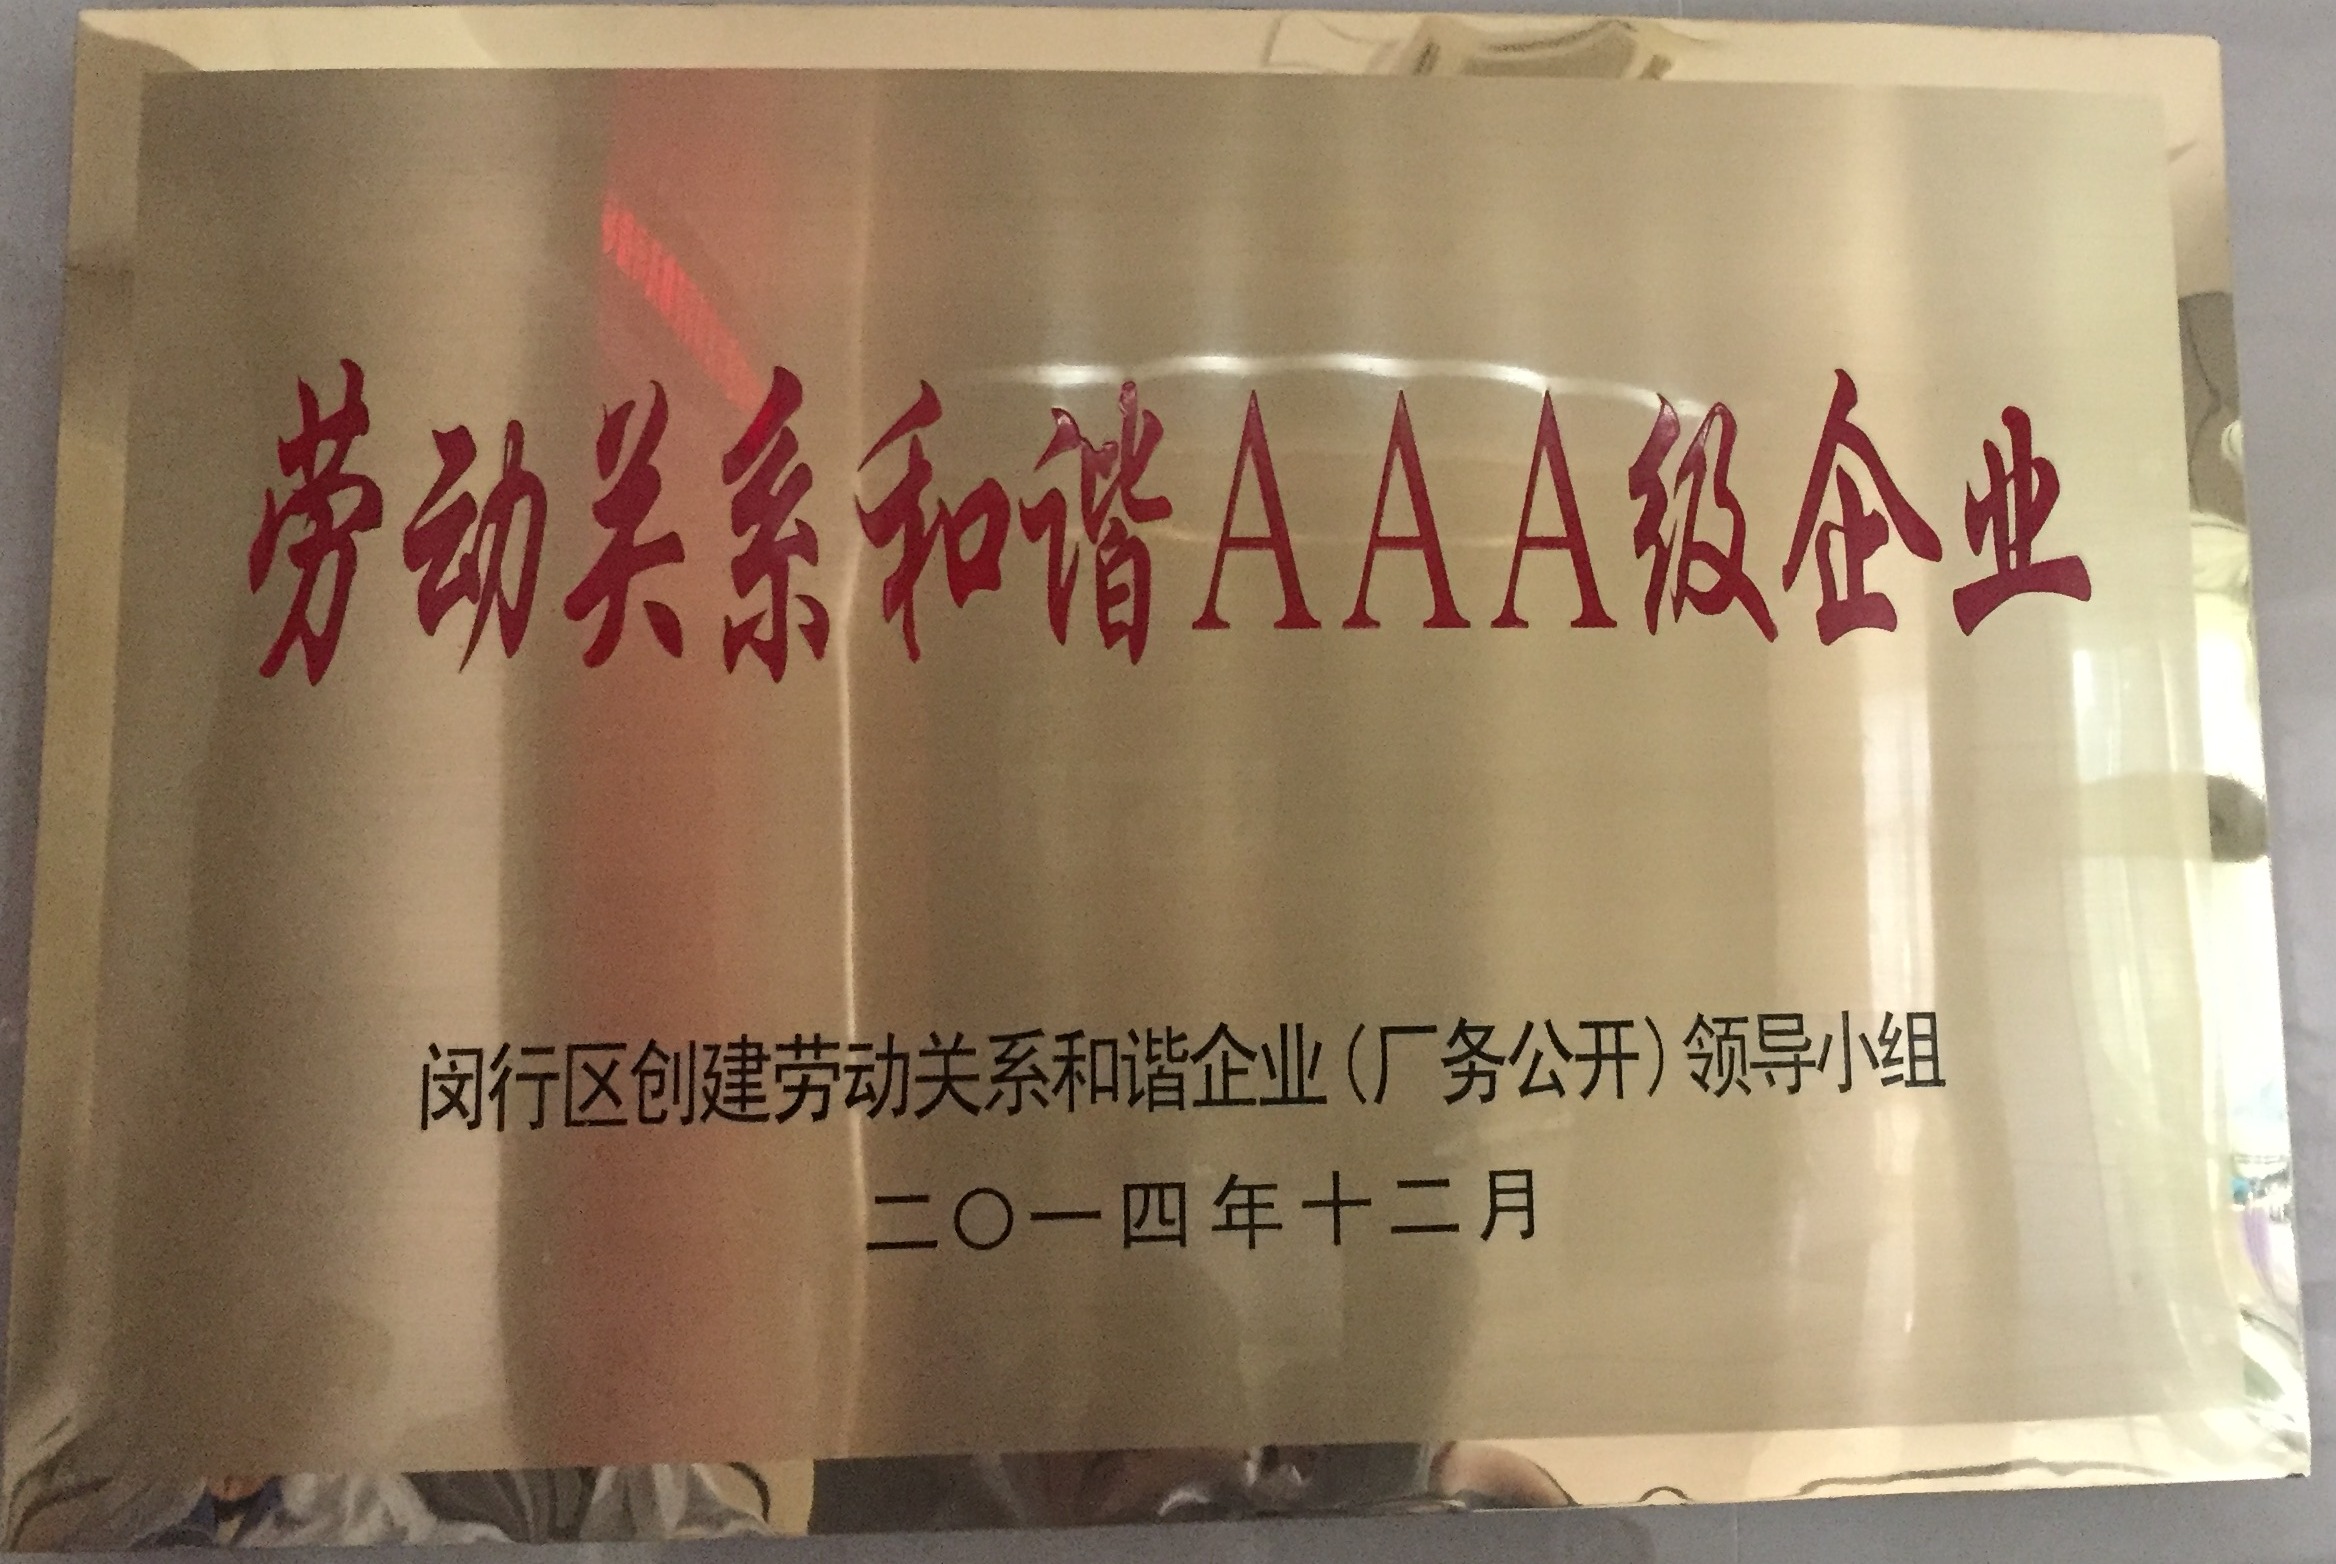 劳动关系和谐AAA级企业
闵行区创建劳动关系和谐企业(厂务公开)领导小组
二〇一四年十二月